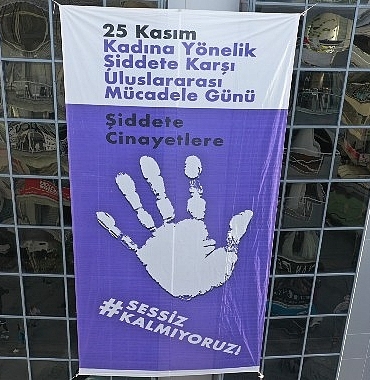 25 Kasım
Kadına Yönelik
Şiddete Karşı
Uluslararası
Mücadele Günü
Şiddete
Cinayetlere
#SESSİZ
KALMIYORUZ!